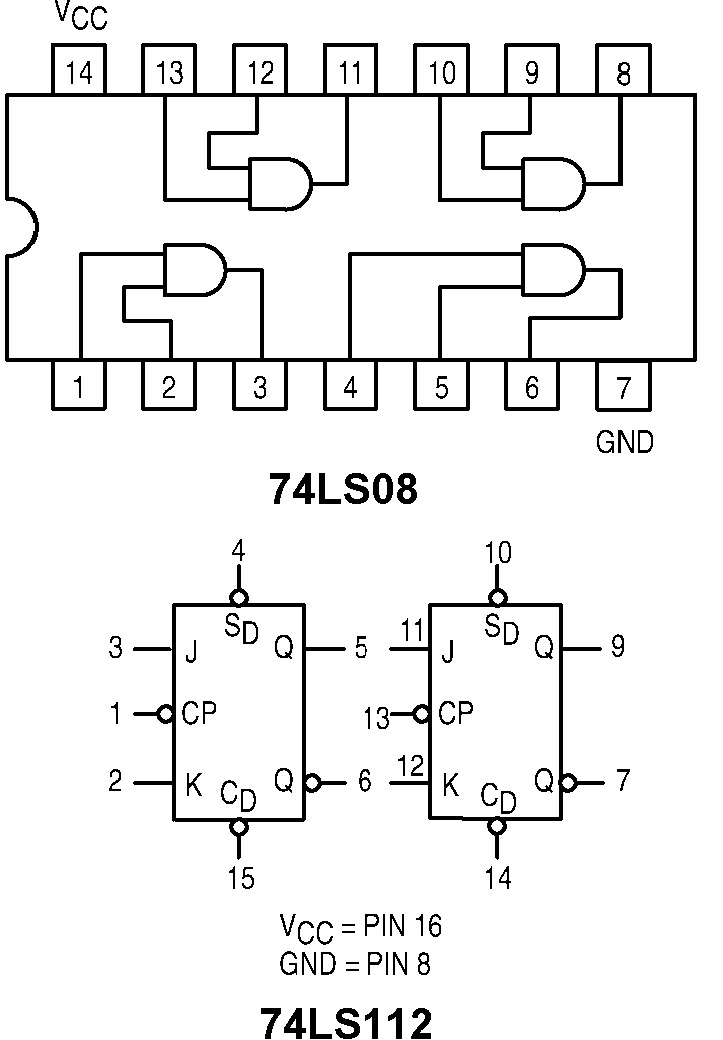 VCC
14 13 12 11 10 9 8
1 2 3 4 5 6 7
GND
74LS08
4 10
SD SD
3 J Q 5 11 J Q 9
1 CP 13 CP
2 K Q 6 12 K Q 7
CD CD
15 14
VCC = PIN 16
GND = PIN 8
74LS112